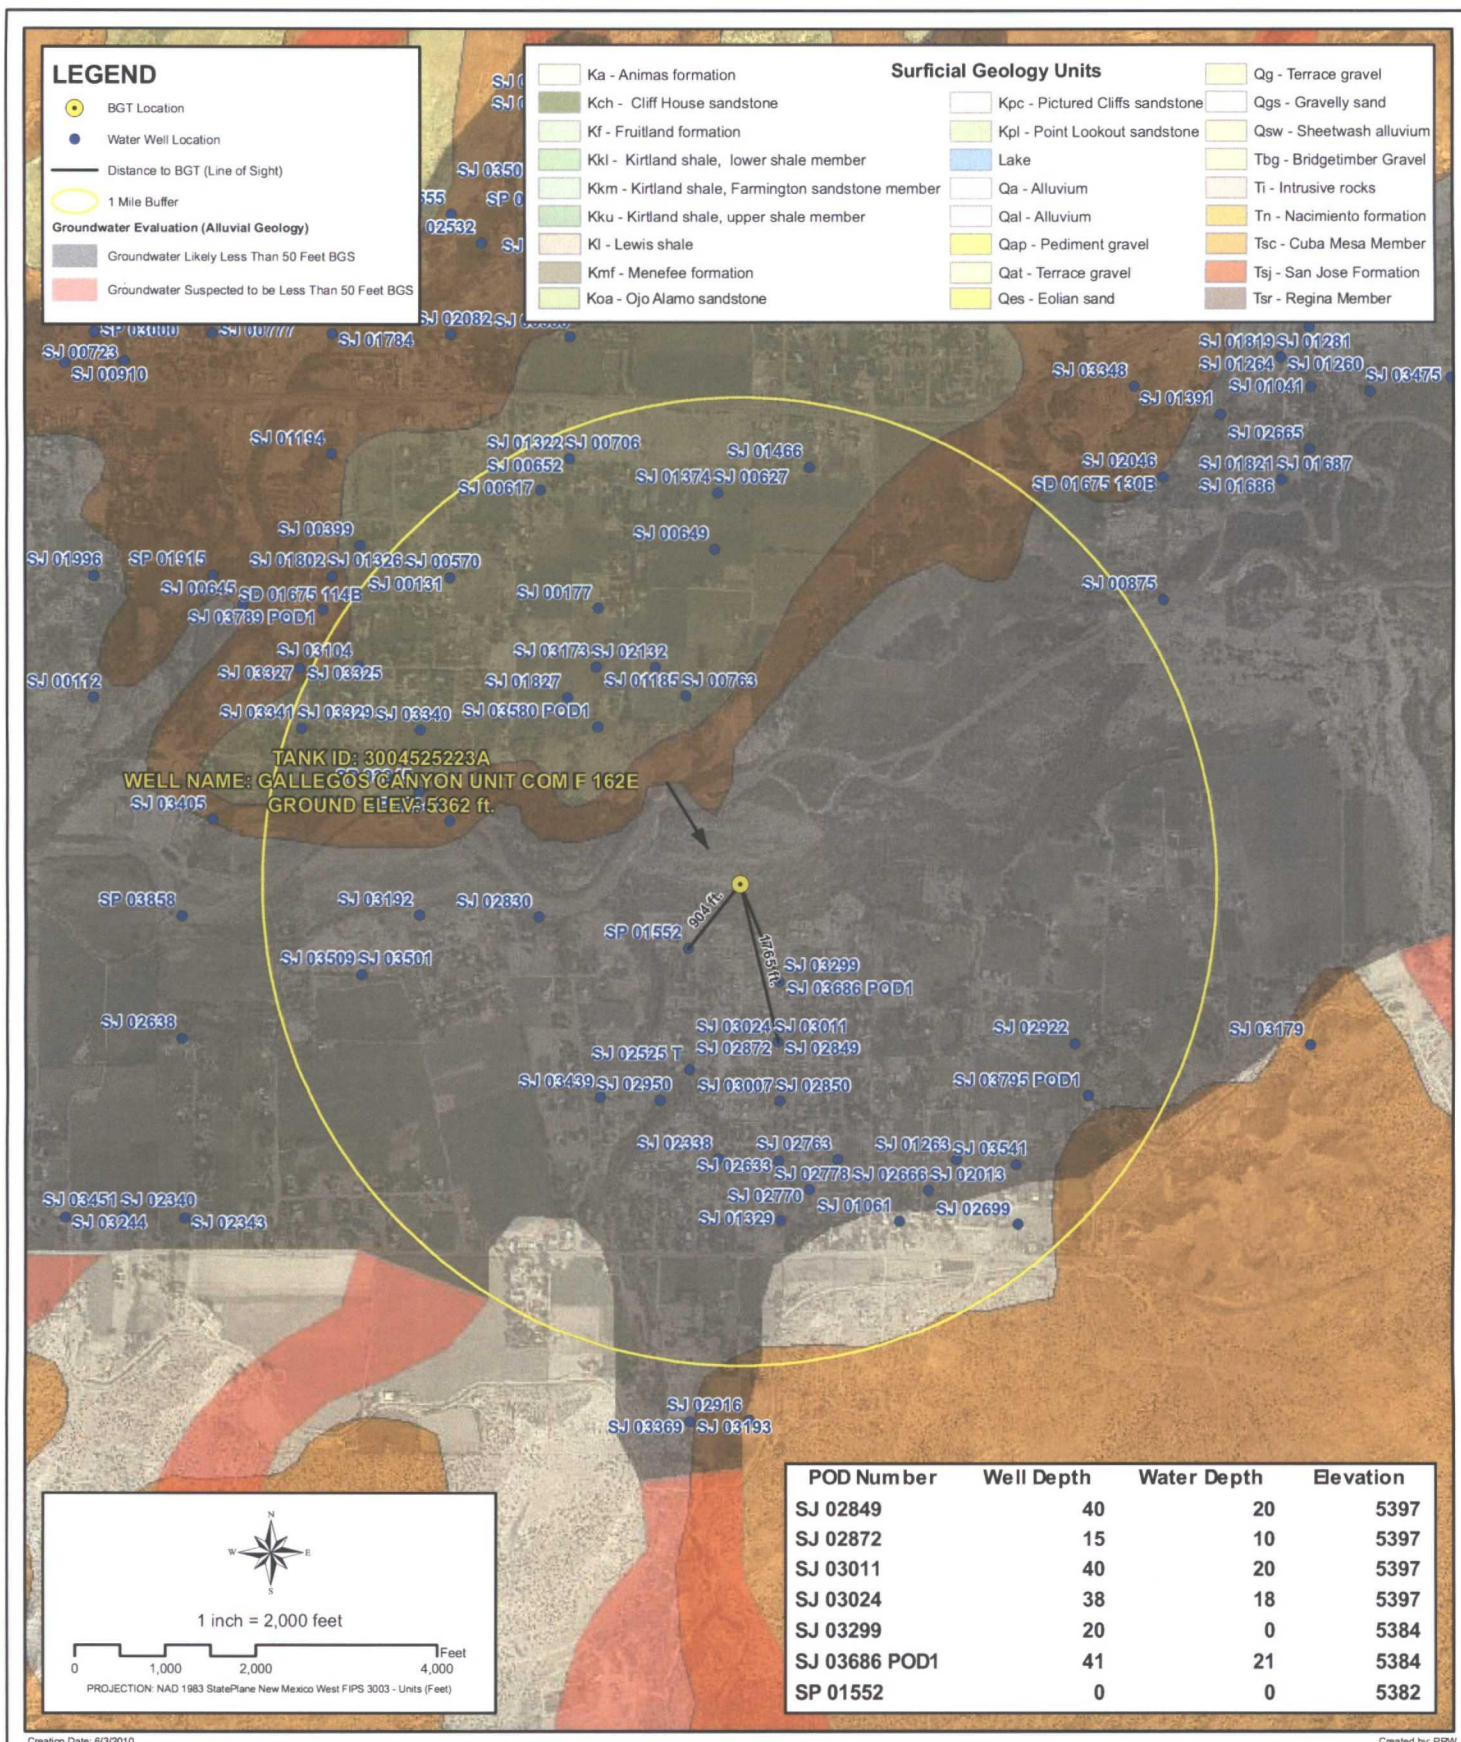 LEGEND
BGT Location
Water Well Location
Distance to BGT (Line of Sight)
1 Mile Buffer
Groundwater Evaluation (Alluvial Geology)
Groundwater Likely Less Than 50 Feet BGS
Groundwater Suspected to be Less Than 50 Feet BGS
Surficial Geology Units
Ka - Animas formation
Kch - Cliff House sandstone
Kf - Fruitland formation
Kkl - Kirtland shale, lower shale member
Kkm - Kirtland shale, Farmington sandstone member
Kku - Kirtland shale, upper shale member
Kl - Lewis shale
Kmf - Menefee formation
Koa - Ojo Alamo sandstone
Kpc - Pictured Cliffs sandstone
Kpl - Point Lookout sandstone
Lake
Qa - Alluvium
Qal - Alluvium
Qap - Pediment gravel
Qat - Terrace gravel
Qes - Eolian sand
Qg - Terrace gravel
Qgs - Gravelly sand
Qsw - Sheetwash alluvium
Tbg - Bridgetimber Gravel
Ti - Intrusive rocks
Tn - Nacimiento formation
Tsc - Cuba Mesa Member
Tsj - San Jose Formation
Tsr - Regina Member
SJ 0350
SP 0
02532
SJ
SP 03000 SJ 00777
SJ 01784
SJ 02082
SJ 00723
SJ 00910
SJ 01819 SJ 01281
SJ 01264 SJ 01260
SJ 03348
SJ 01041
SJ 03475
SJ 01391
SJ 01194
SJ 01322 SJ 00706
SJ 00652
SJ 00617
SJ 01466
SJ 01374 SJ 00627
SJ 02665
SJ 02046
SD 01675 130B
SJ 01821 SJ 01687
SJ 01686
SJ 00399
SJ 00649
SJ 01996
SP 01915
SJ 01802 SJ 01326 SJ 00570
SJ 00131
SJ 00645
SD 01675 114B
SJ 03789 POD1
SJ 00177
SJ 00875
SJ 03104
SJ 03327 SJ 03325
SJ 03173 SJ 02132
SJ 00112
SJ 01827
SJ 01185 SJ 00763
SJ 03341 SJ 03329 SJ 03340
SJ 03580 POD1
TANK ID: 3004525223A
WELL NAME: GALLEGOS CANYON UNIT COM F 162E
GROUND ELEV: 5362 ft.
SJ 03405
SP 03858
SJ 03192
SJ 02830
904 ft.
SP 01552
1765 ft.
SJ 03509 SJ 03501
SJ 03299
SJ 03686 POD1
SJ 02638
SJ 03024 SJ 03011
SJ 02872 SJ 02849
SJ 02922
SJ 03179
SJ 02525 T
SJ 03439 SJ 02950
SJ 03007 SJ 02850
SJ 03795 POD1
SJ 02338
SJ 02763
SJ 01263 SJ 03541
SJ 02633
SJ 02778 SJ 02666 SJ 02013
SJ 02770
SJ 01061
SJ 02699
SJ 01329
SJ 03451 SJ 02340
SJ 03244
SJ 02343
SJ 02916
SJ 03369 SJ 03193
POD Number Well Depth Water Depth Elevation
SJ 02849 40 20 5397
SJ 02872 15 10 5397
SJ 03011 40 20 5397
SJ 03024 38 18 5397
SJ 03299 20 0 5384
SJ 03686 POD1 41 21 5384
SP 01552 0 0 5382
N
W E
S
1 inch = 2,000 feet
Feet
0 1,000 2,000 4,000
PROJECTION: NAD 1983 StatePlane New Mexico West FIPS 3003 - Units (Feet)
Creation Date: 6/3/2010